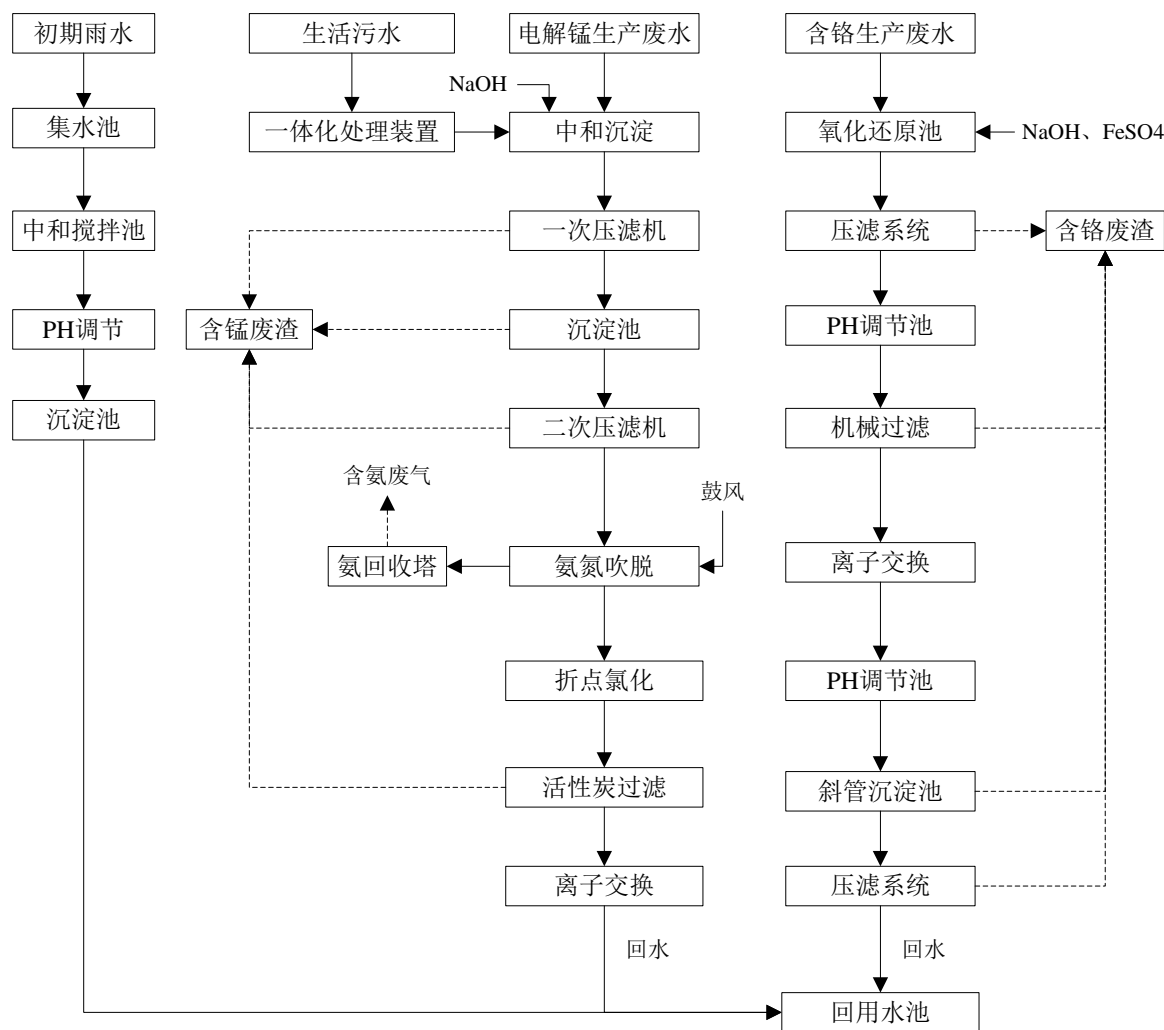 初期雨水
生活污水
电解锰生产废水
含铬生产废水
NaOH
集水池
一体化处理装置
中和沉淀
氧化还原池
NaOH、FeSO4
中和搅拌池
一次压滤机
压滤系统
含铬废渣
PH调节
含锰废渣
沉淀池
PH调节池
沉淀池
二次压滤机
机械过滤
含氨废气
鼓风
氨回收塔
氨氮吹脱
离子交换
折点氯化
PH调节池
活性炭过滤
斜管沉淀池
离子交换
压滤系统
回水
回水
回用水池